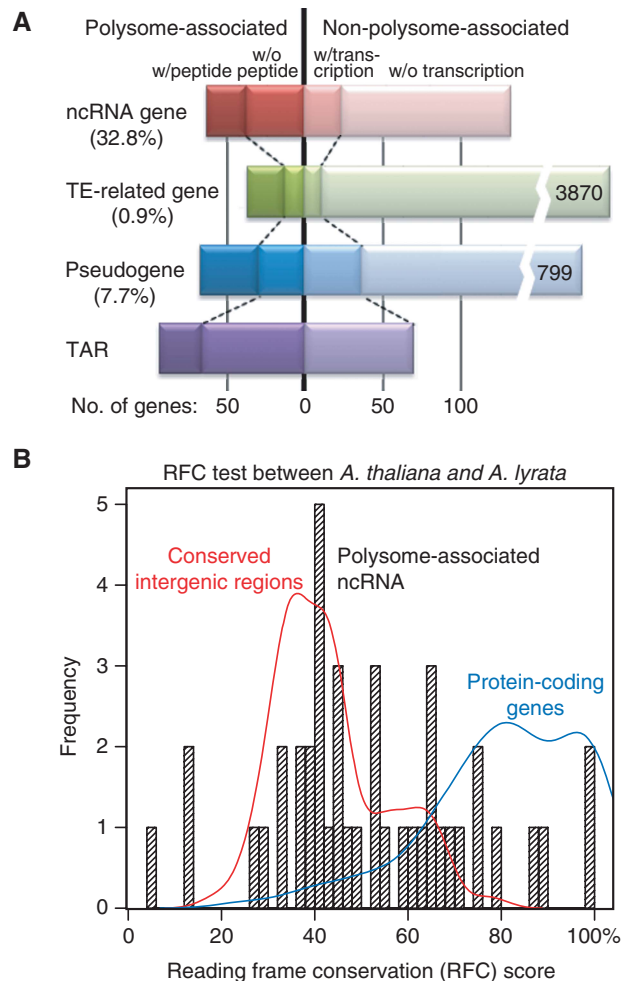 A
Polysome-associated
Non-polysome-associated
w/peptide
w/o
peptide
w/trans-
cription
w/o transcription
ncRNA gene
(32.8%)
TE-related gene
(0.9%)
3870
Pseudogene
(7.7%)
799
TAR
No. of genes: 50 0 50 100
B
RFC test between A. thaliana and A. lyrata
5
4
3
2
1
0
Frequency
Conserved
intergenic regions
Polysome-associated
ncRNA
Protein-coding
genes
0 20 40 60 80 100%
Reading frame conservation (RFC) score